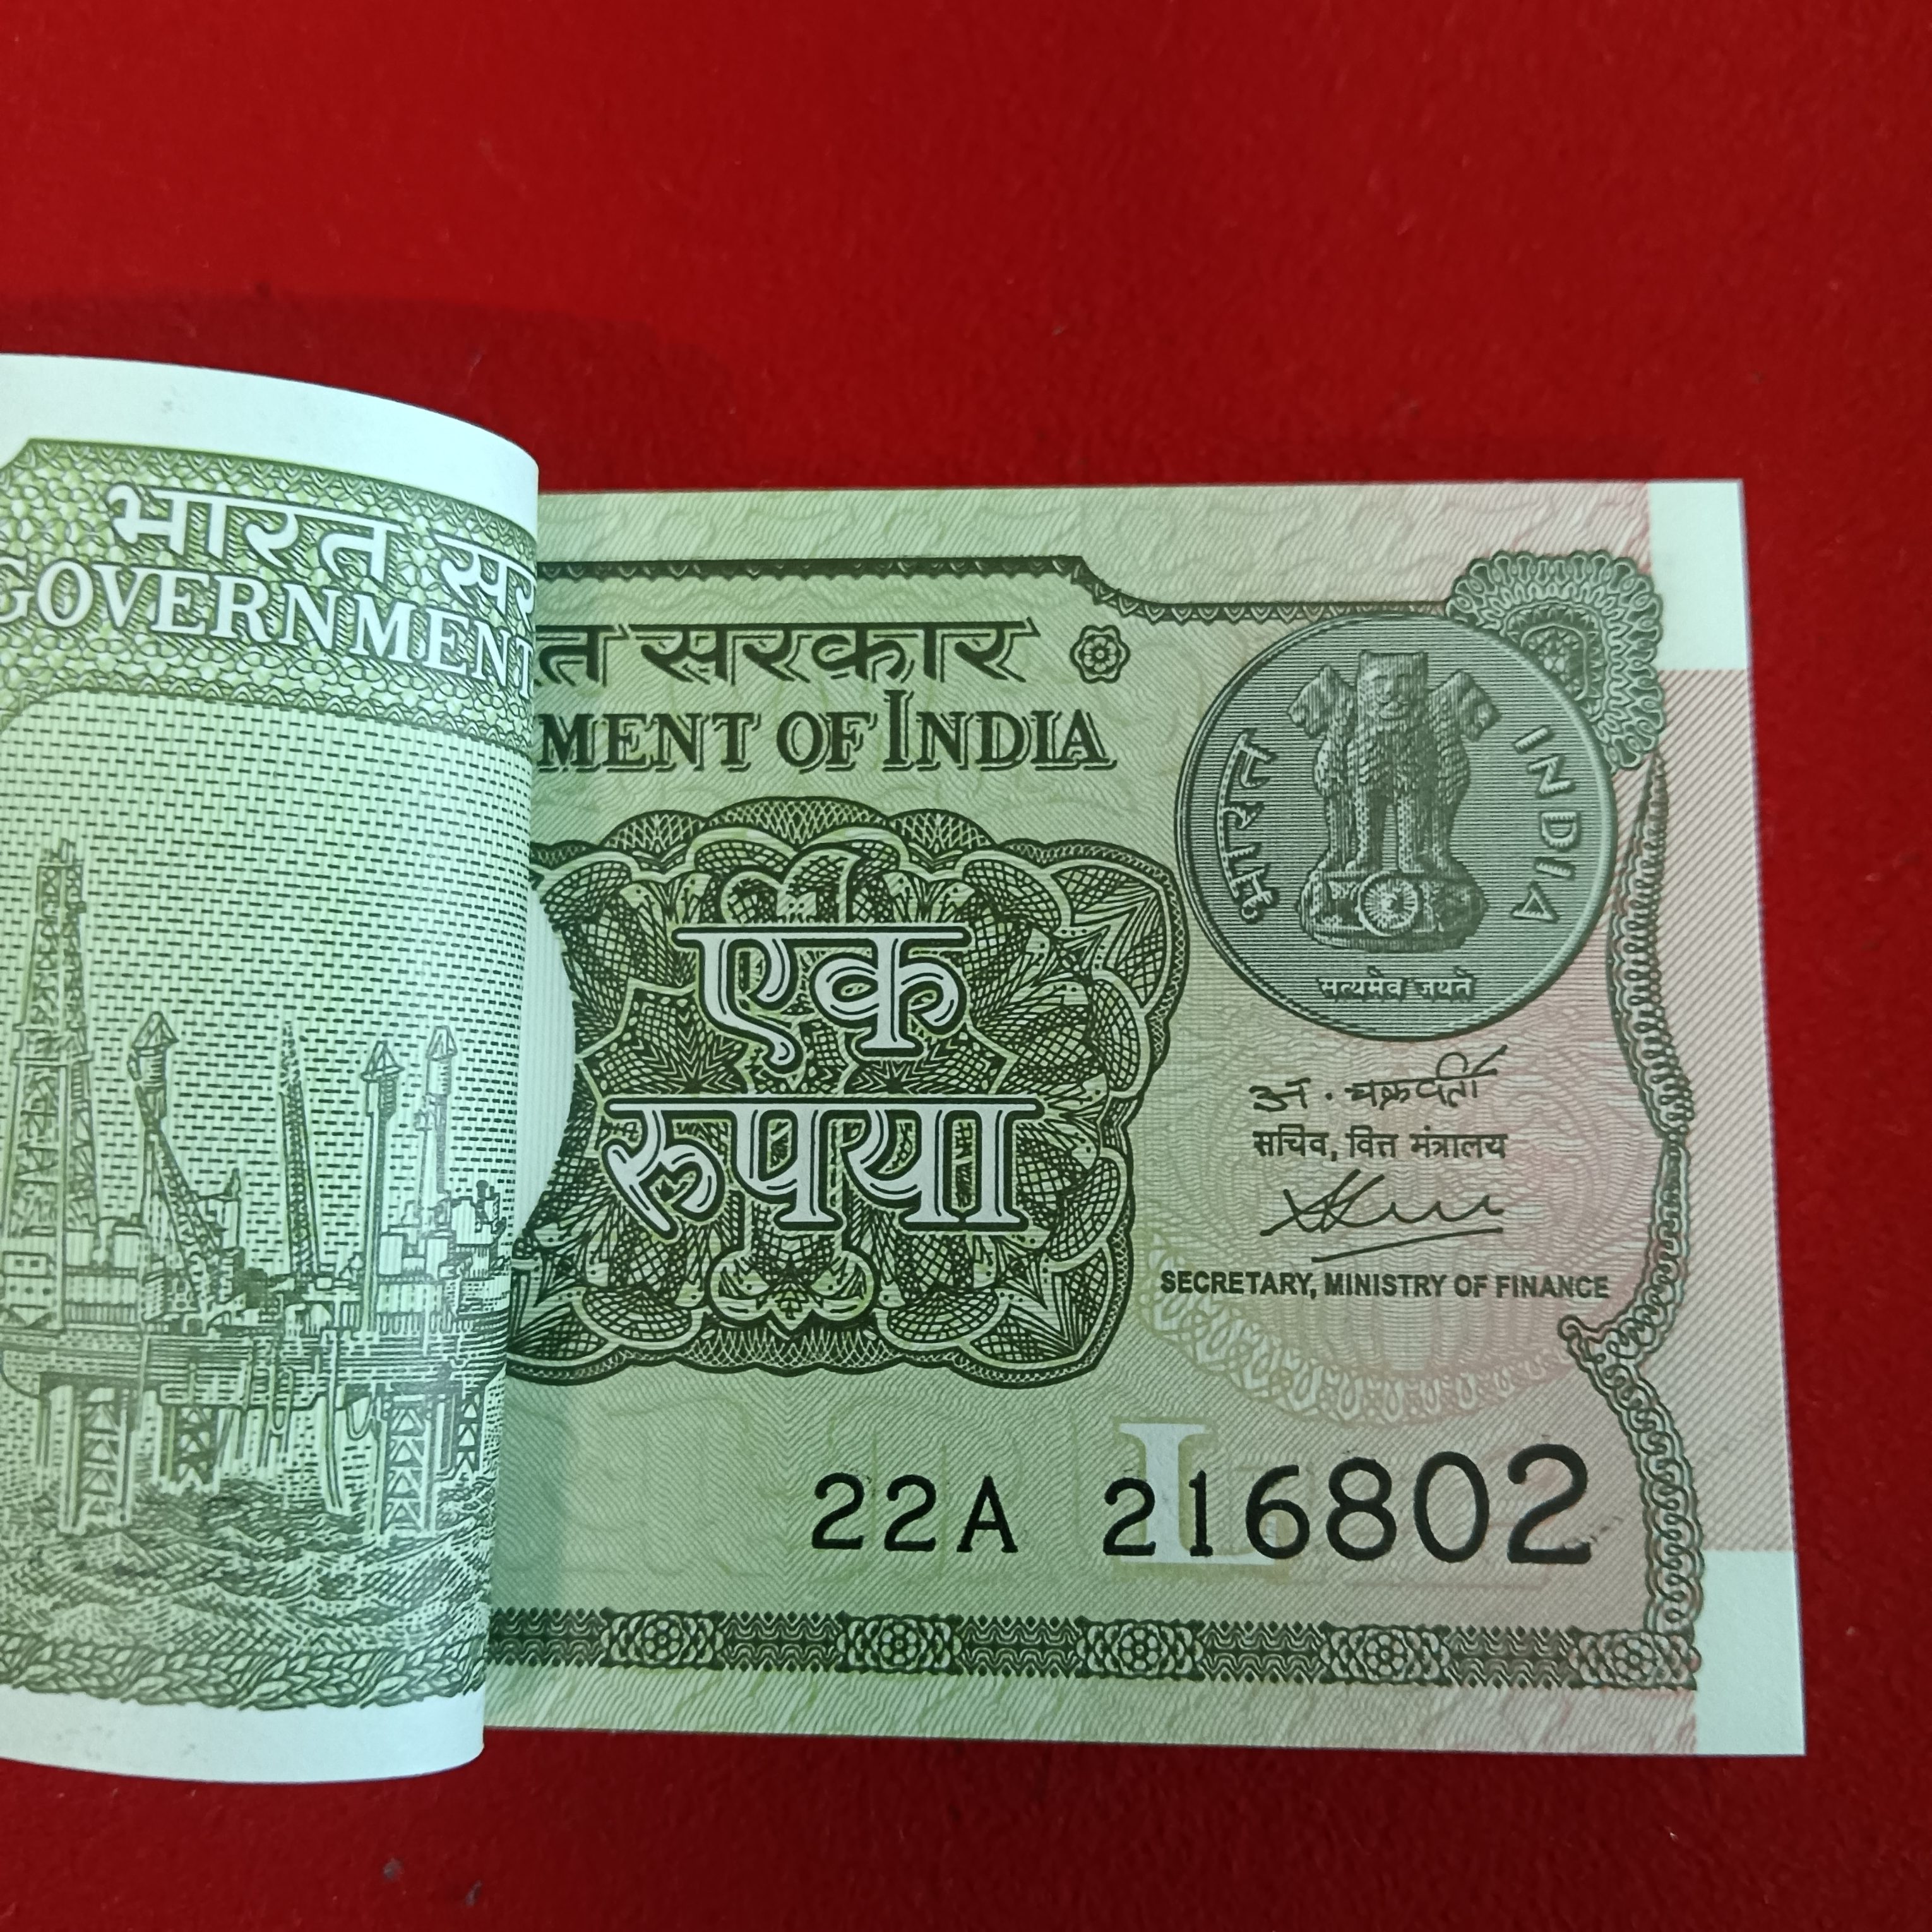 भारत सर
GOVERNMENT
त सरकार
MENT OF INDIA
भारत
INDIA
सत्यमेव जयते
एक
रुपया
अ. चक्रवर्ती
सचिव, वित्त मंत्रालय
SECRETARY, MINISTRY OF FINANCE
L
22A 216802